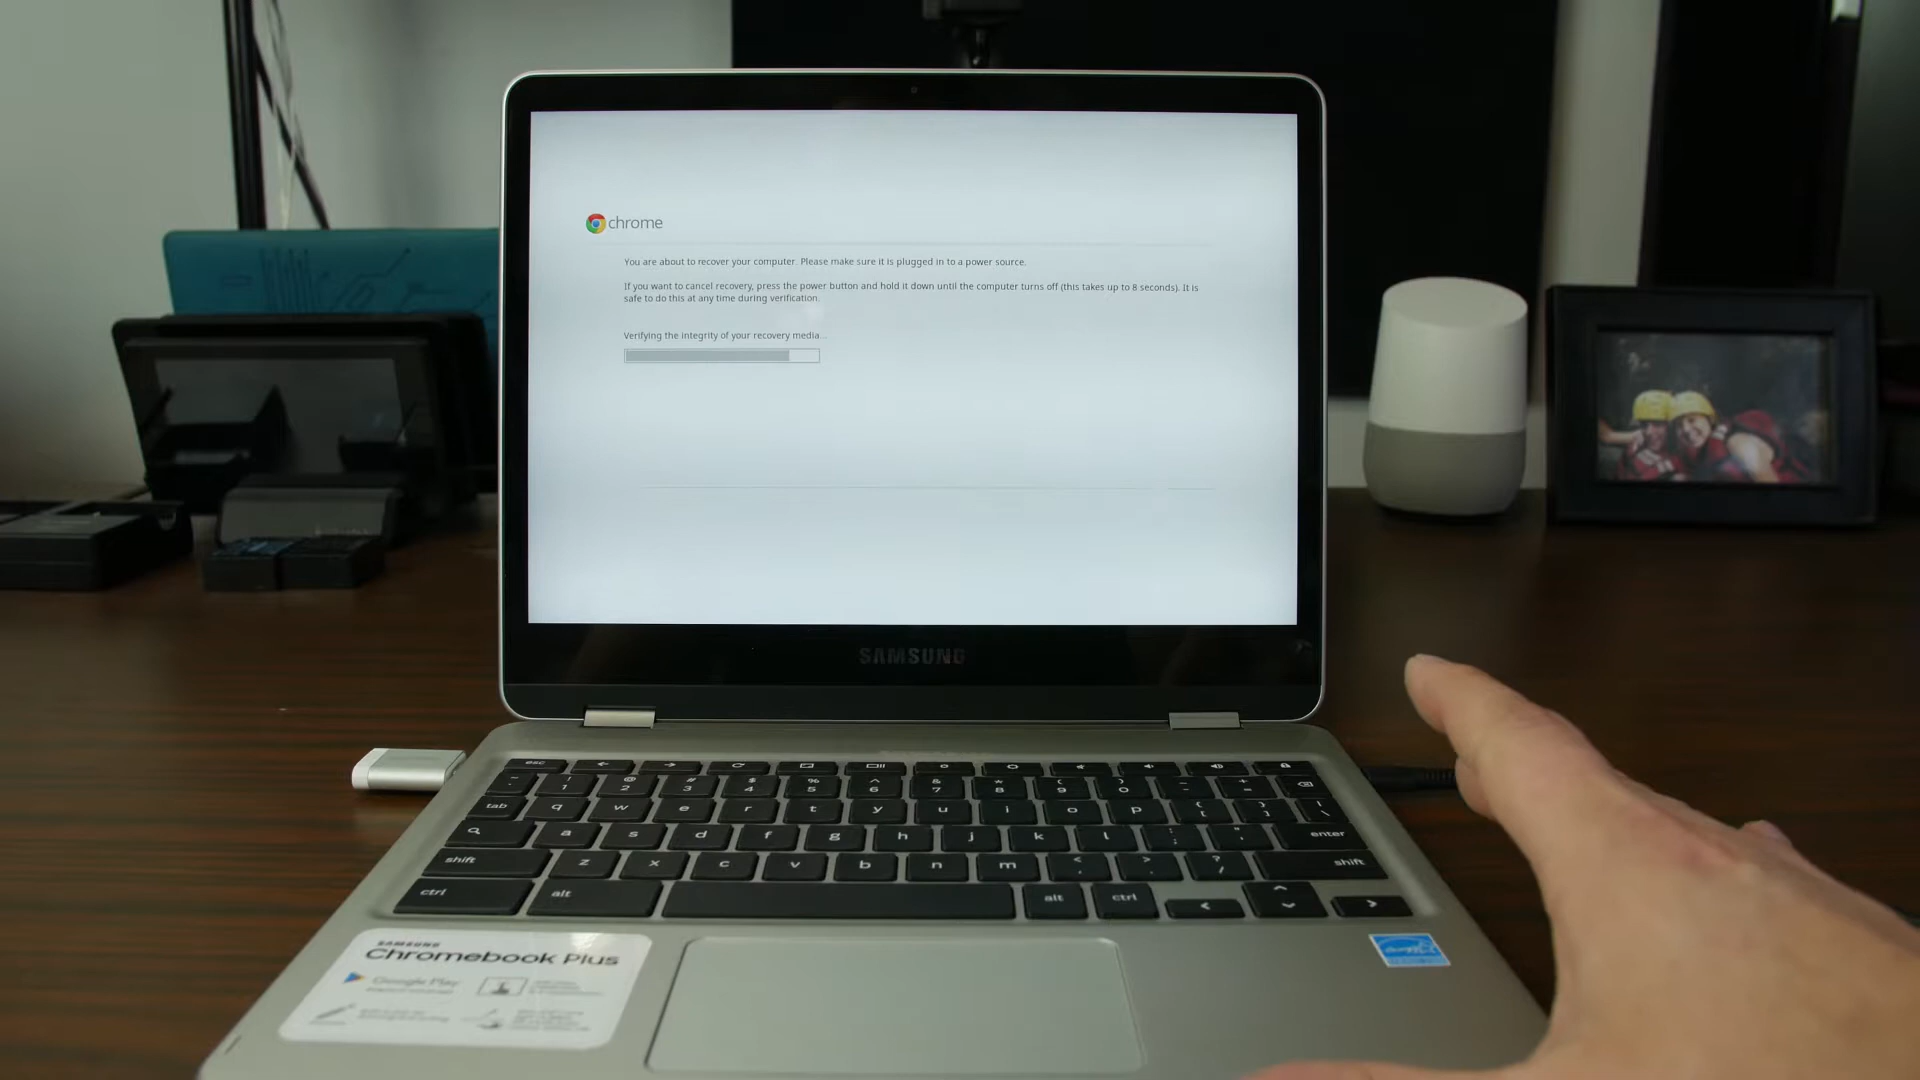 chrome
You are about to recover your computer. Please make sure it is plugged in to a power source.
If you want to cancel recovery, press the power button and hold it down until the computer turns off (this takes up to 8 seconds). It is
safe to do this at any time during verification.
Verifying the integrity of your recovery media...
SAMSUNG
esc
~ ! @ # $ % ^ & * ( ) _ +
1 2 3 4 5 6 7 8 9 0 - =
tab q w e r t y u i o p { [ } ] | \
a s d f g h j k l : ; " ' enter
shift z x c v b n m < , > . ? / shift
ctrl alt alt ctrl
SAMSUNG
Chromebook Plus
Google Play